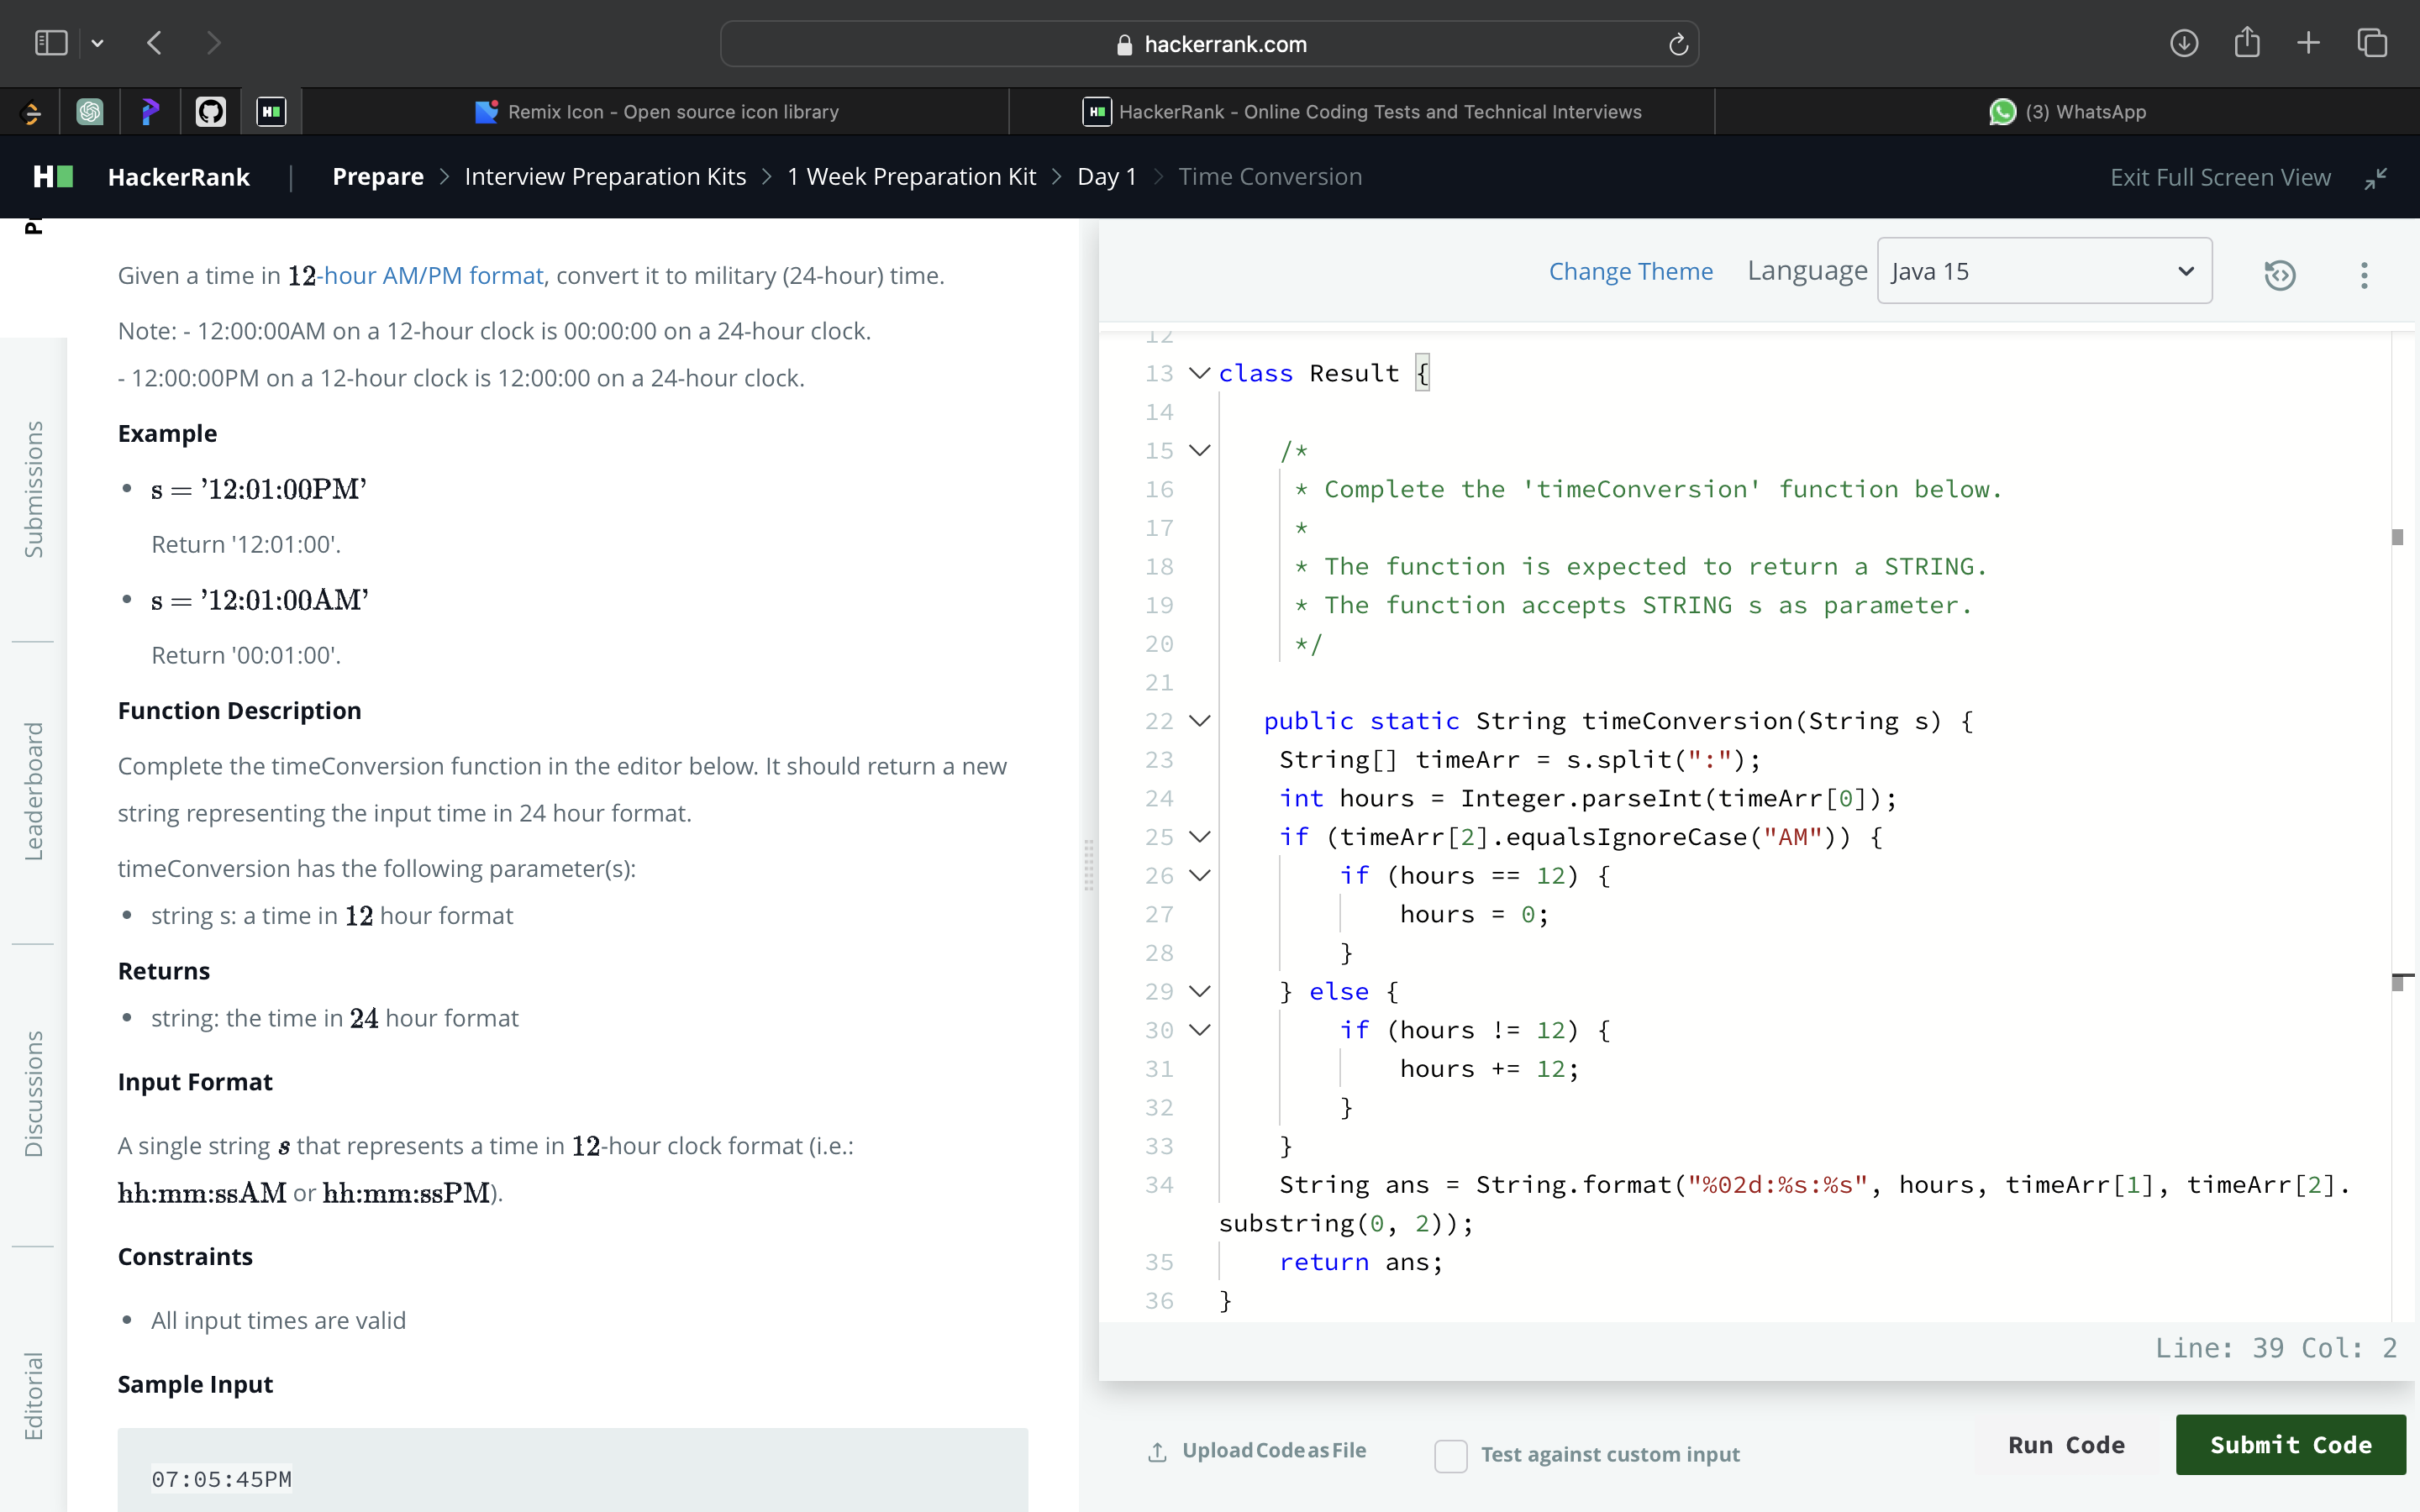 hackerrank.com
Remix Icon - Open source icon library
HackerRank - Online Coding Tests and Technical Interviews
(3) WhatsApp
HackerRank | Prepare > Interview Preparation Kits > 1 Week Preparation Kit > Day 1 > Time Conversion
Exit Full Screen View
Submissions
Leaderboard
Discussions
Editorial
Given a time in 12-hour AM/PM format, convert it to military (24-hour) time.
Note: - 12:00:00AM on a 12-hour clock is 00:00:00 on a 24-hour clock.
- 12:00:00PM on a 12-hour clock is 12:00:00 on a 24-hour clock.
Example
• s = '12:01:00PM'
Return '12:01:00'.
• s = '12:01:00AM'
Return '00:01:00'.
Function Description
Complete the timeConversion function in the editor below. It should return a new
string representing the input time in 24 hour format.
timeConversion has the following parameter(s):
• string s: a time in 12 hour format
Returns
• string: the time in 24 hour format
Input Format
A single string s that represents a time in 12-hour clock format (i.e.:
hh:mm:ssAM or hh:mm:ssPM).
Constraints
• All input times are valid
Sample Input
07:05:45PM
Change Theme Language Java 15
12
13 class Result {
14
15 /*
16 * Complete the 'timeConversion' function below.
17 *
18 * The function is expected to return a STRING.
19 * The function accepts STRING s as parameter.
20 */
21
22 public static String timeConversion(String s) {
23 String[] timeArr = s.split(":");
24 int hours = Integer.parseInt(timeArr[0]);
25 if (timeArr[2].equalsIgnoreCase("AM")) {
26 if (hours == 12) {
27 hours = 0;
28 }
29 } else {
30 if (hours != 12) {
31 hours += 12;
32 }
33 }
34 String ans = String.format("%02d:%s:%s", hours, timeArr[1], timeArr[2].
substring(0, 2));
35 return ans;
36 }
Line: 39 Col: 2
Upload Code as File
Test against custom input
Run Code
Submit Code